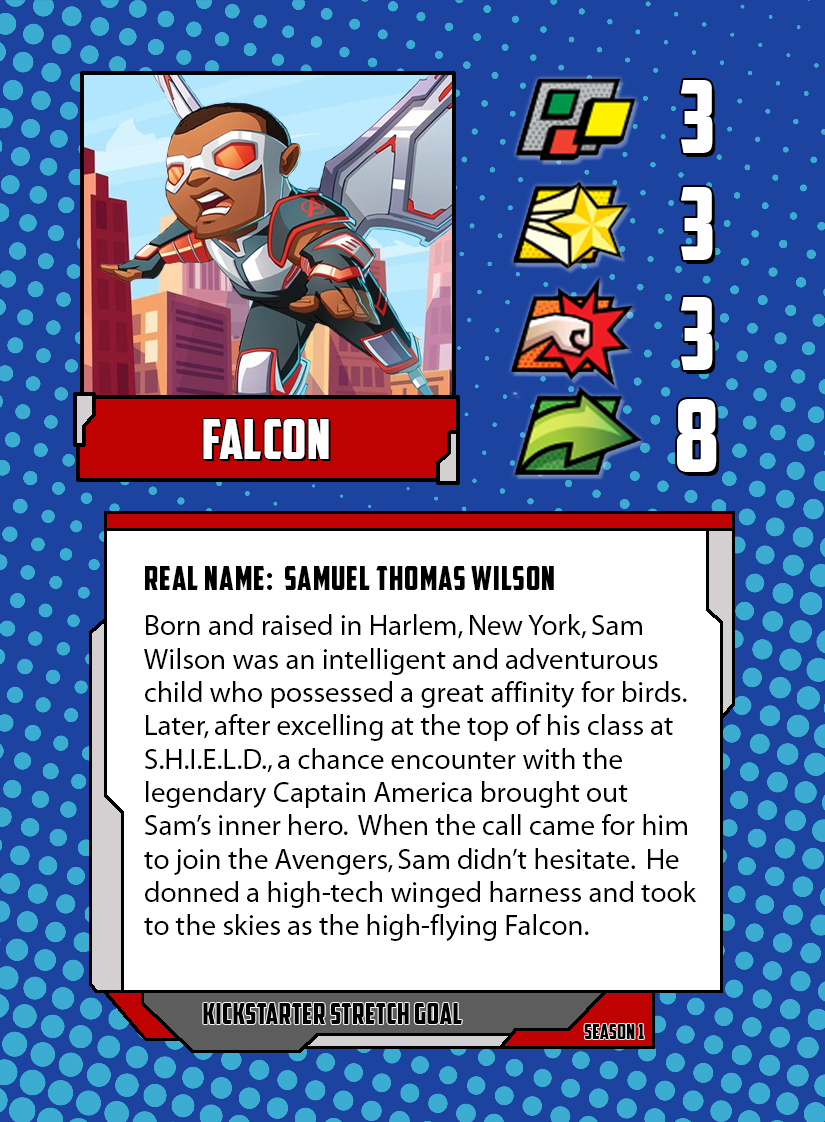 3
3
3
FALCON
8
REAL NAME: SAMUEL THOMAS WILSON
Born and raised in Harlem, New York, Sam
Wilson was an intelligent and adventurous
child who possessed a great affinity for birds.
Later, after excelling at the top of his class at
S.H.I.E.L.D., a chance encounter with the
legendary Captain America brought out
Sam's inner hero.  When the call came for him
to join the Avengers, Sam didn't hesitate.  He
donned a high-tech winged harness and took
to the skies as the high-flying Falcon.
KICKSTARTER STRETCH GOAL
SEASON 1